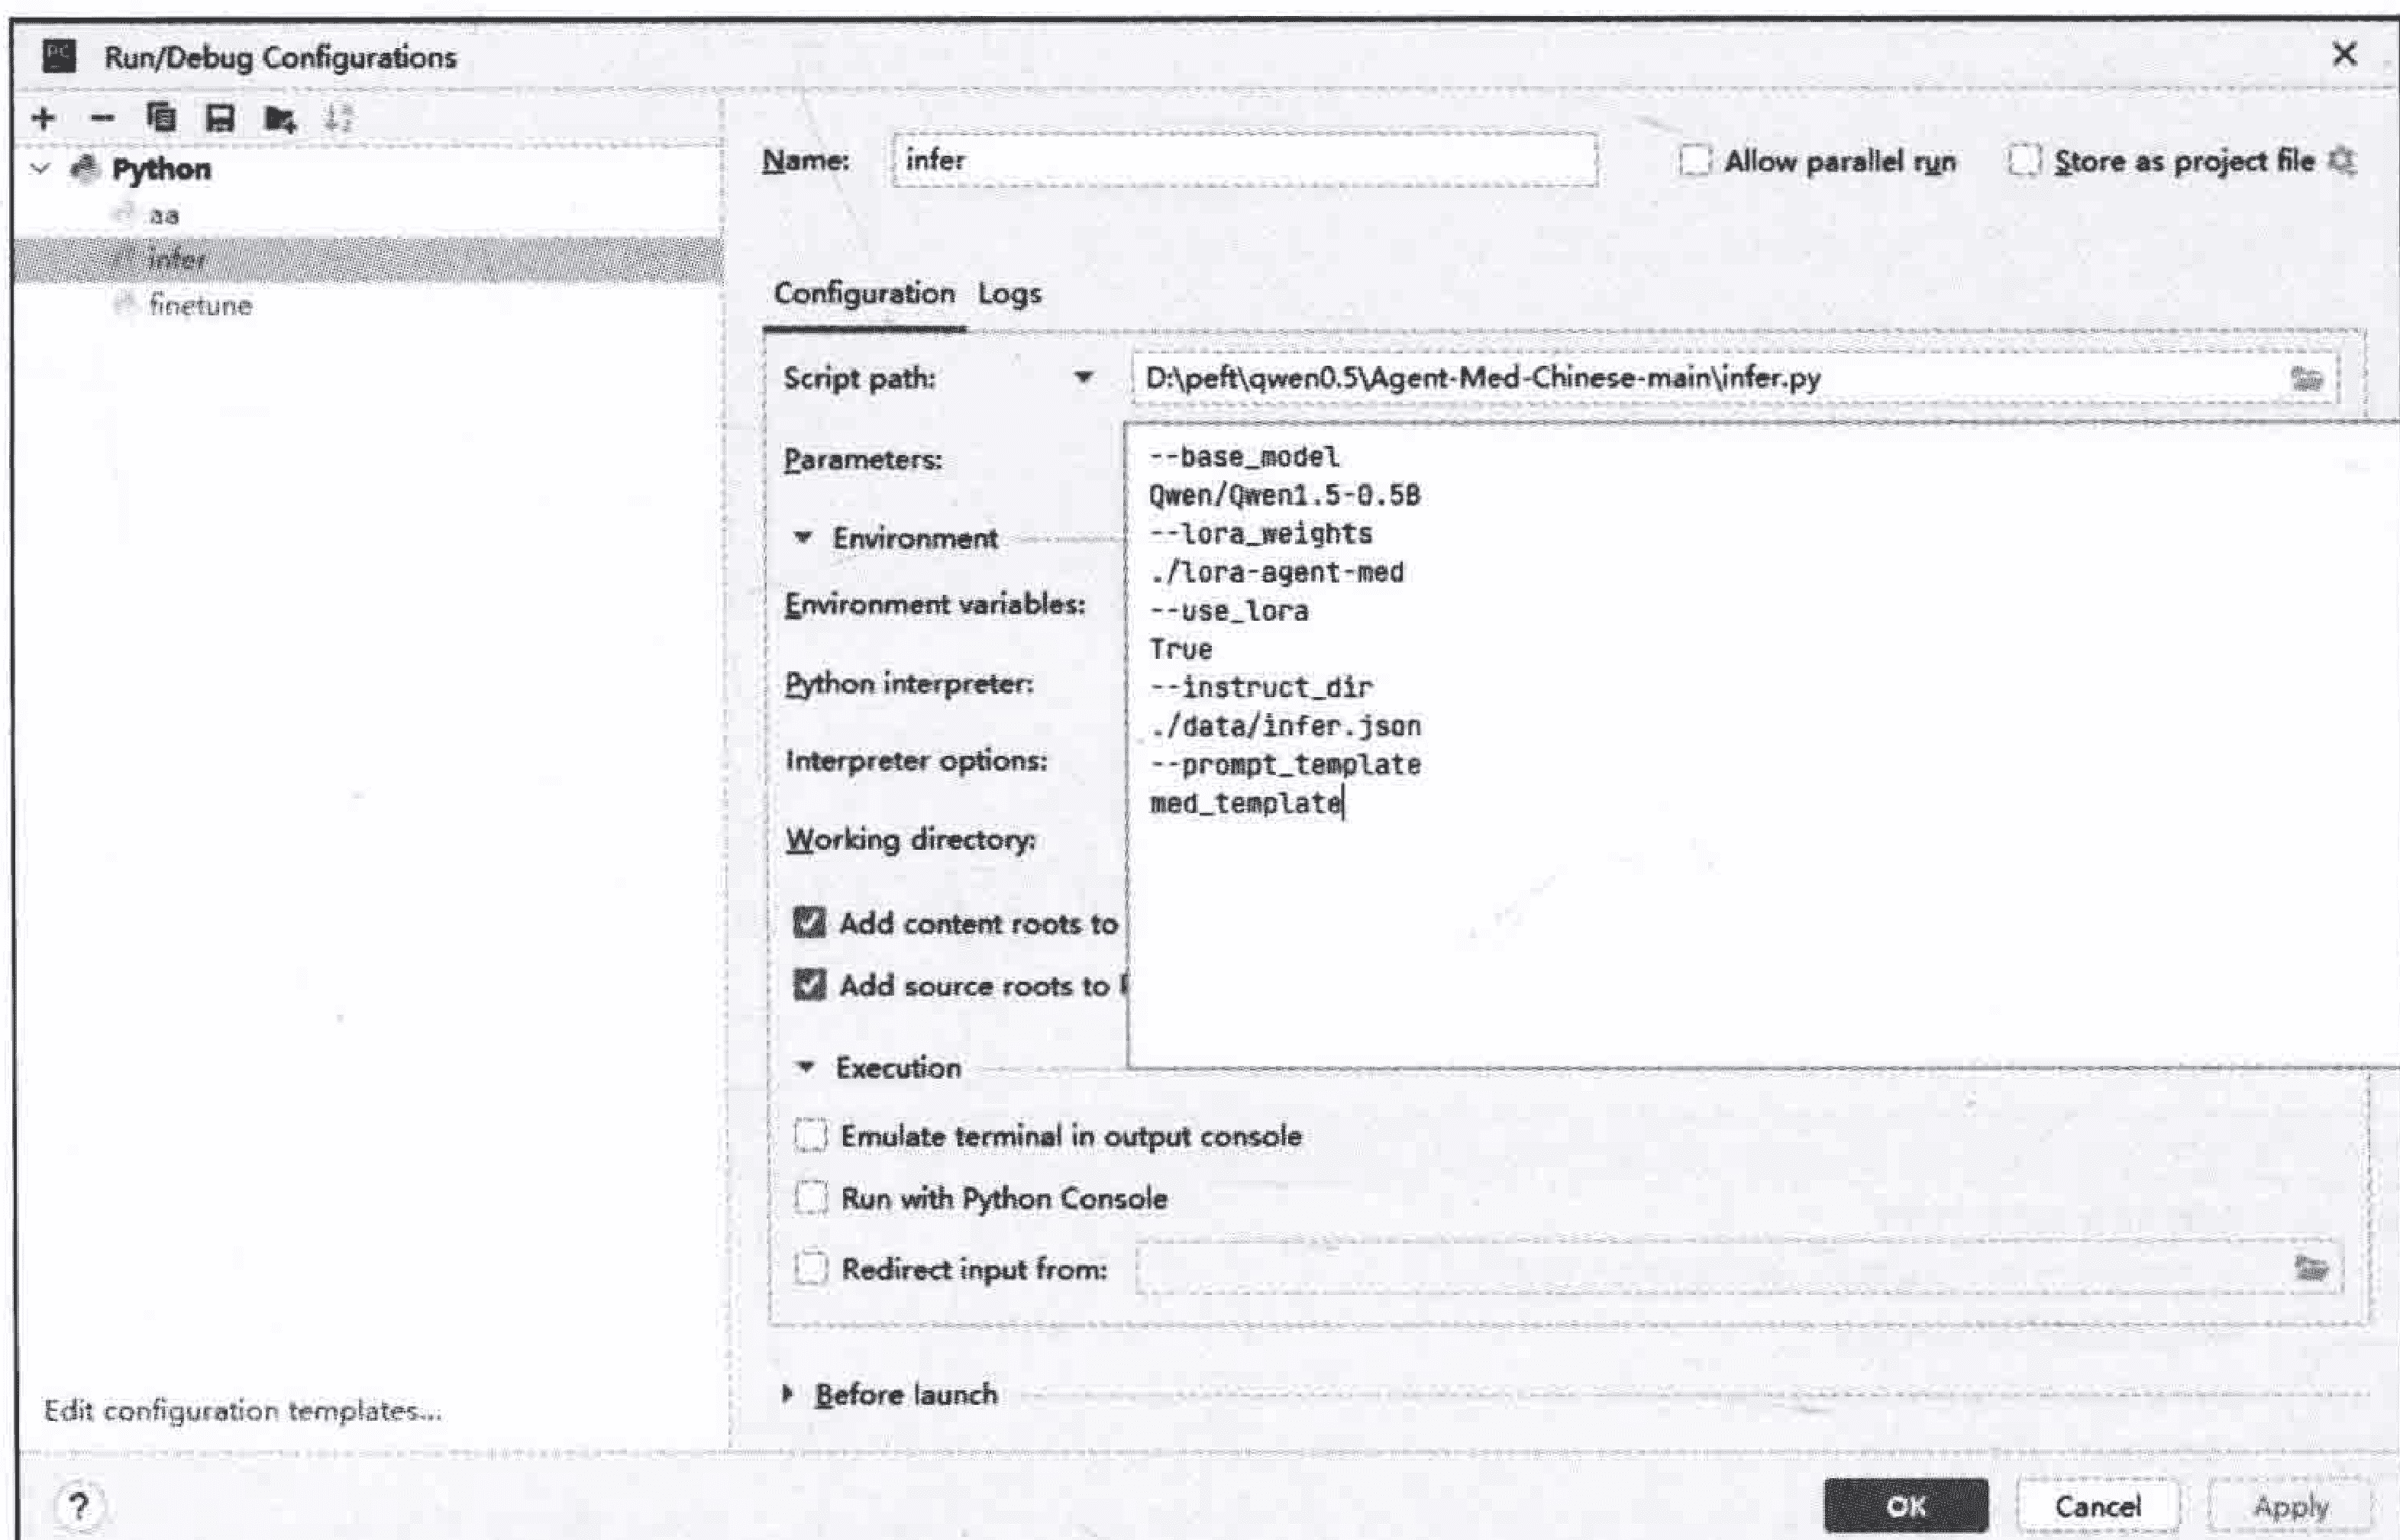 PC Run/Debug Configurations
Python
aa
infer
finetune
Edit configuration templates...
Name: infer
Allow parallel run
Store as project file
Configuration Logs
Script path: D:\peft\qwen0.5\Agent-Med-Chinese-main\infer.py
Parameters:
--base_model
Qwen/Qwen1.5-0.5B
--lora_weights
./lora-agent-med
--use_lora
True
--instruct_dir
./data/infer.json
--prompt_template
med_template
Environment
Environment variables:
Python interpreter:
Interpreter options:
Working directory:
Add content roots to
Add source roots to
Execution
Emulate terminal in output console
Run with Python Console
Redirect input from:
Before launch
?
OK Cancel Apply